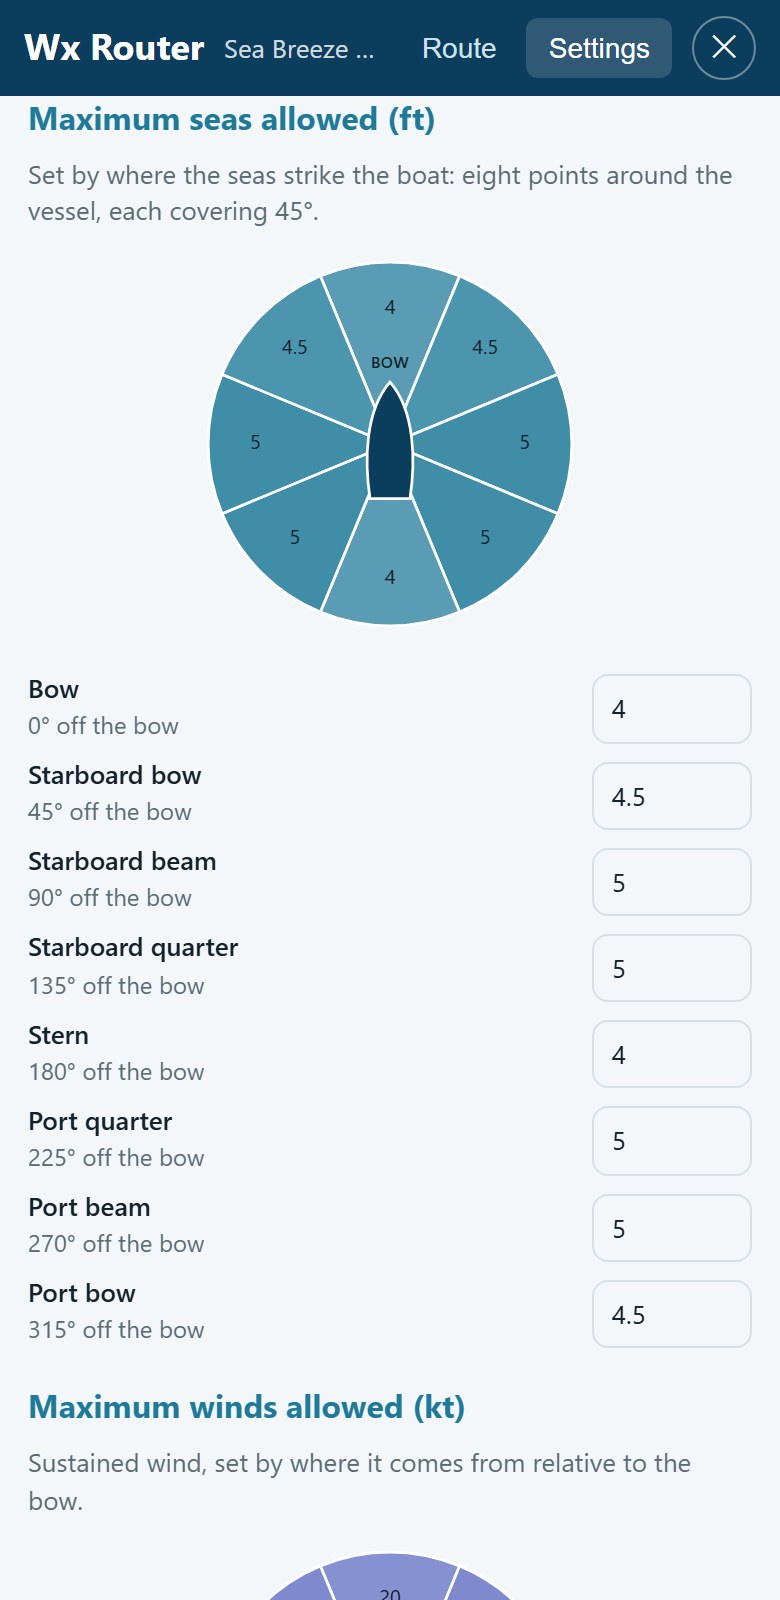 Wx Router Sea Breeze ... Route Settings
Maximum seas allowed (ft)
Set by where the seas strike the boat: eight points around the
vessel, each covering 45°.
4
4.5 4.5
BOW
5 5
5 5
4
Bow
0° off the bow
4
Starboard bow
45° off the bow
4.5
Starboard beam
90° off the bow
5
Starboard quarter
135° off the bow
5
Stern
180° off the bow
4
Port quarter
225° off the bow
5
Port beam
270° off the bow
5
Port bow
315° off the bow
4.5
Maximum winds allowed (kt)
Sustained wind, set by where it comes from relative to the
bow.
20